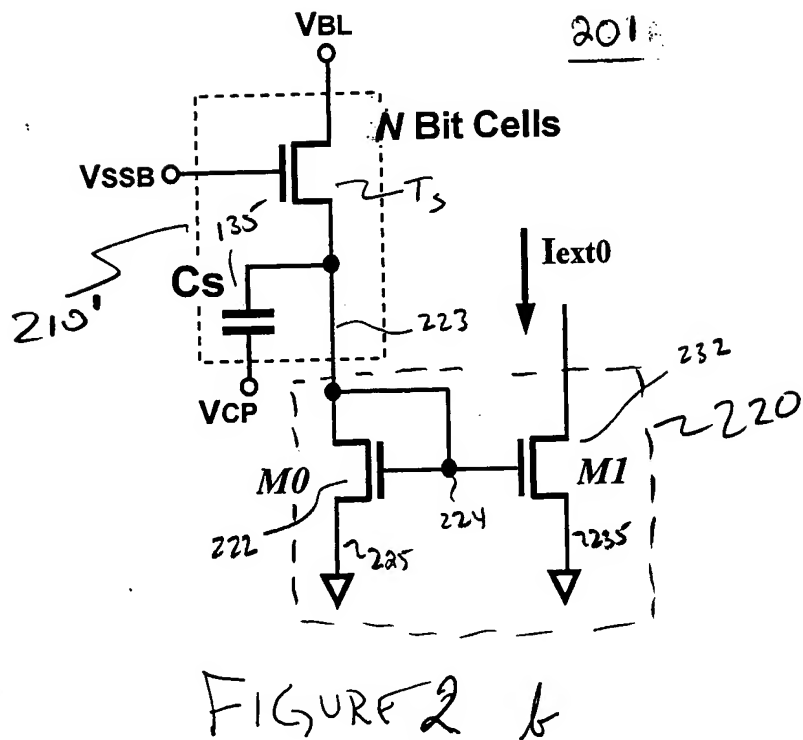 VBL
201
N Bit Cells
VSSB
Ts
135
Cs
Iext0
210'
223
232
VCP
220
M0
M1
222
224
225
235
FIGURE 2 b